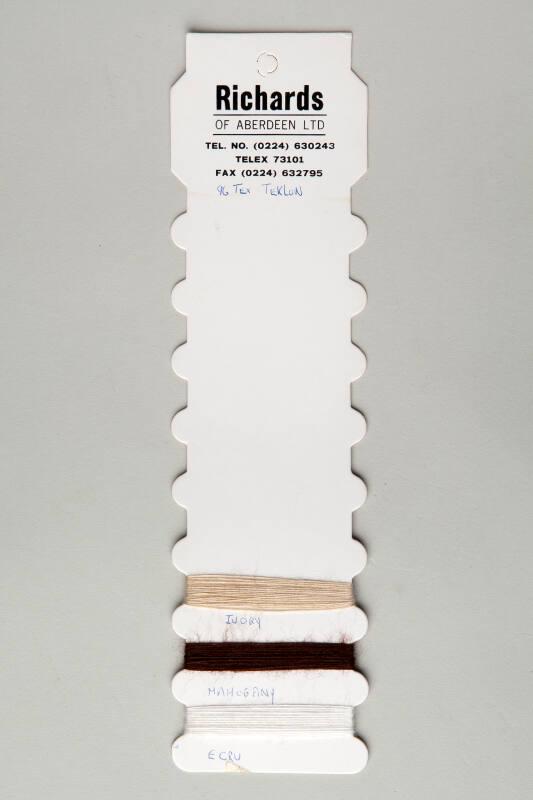 Richards
OF ABERDEEN LTD
TEL. NO. (0224) 630243
TELEX 73101
FAX (0224) 632795
96 TEX TEKLON
IVORY
MAHOGANY
ECRU